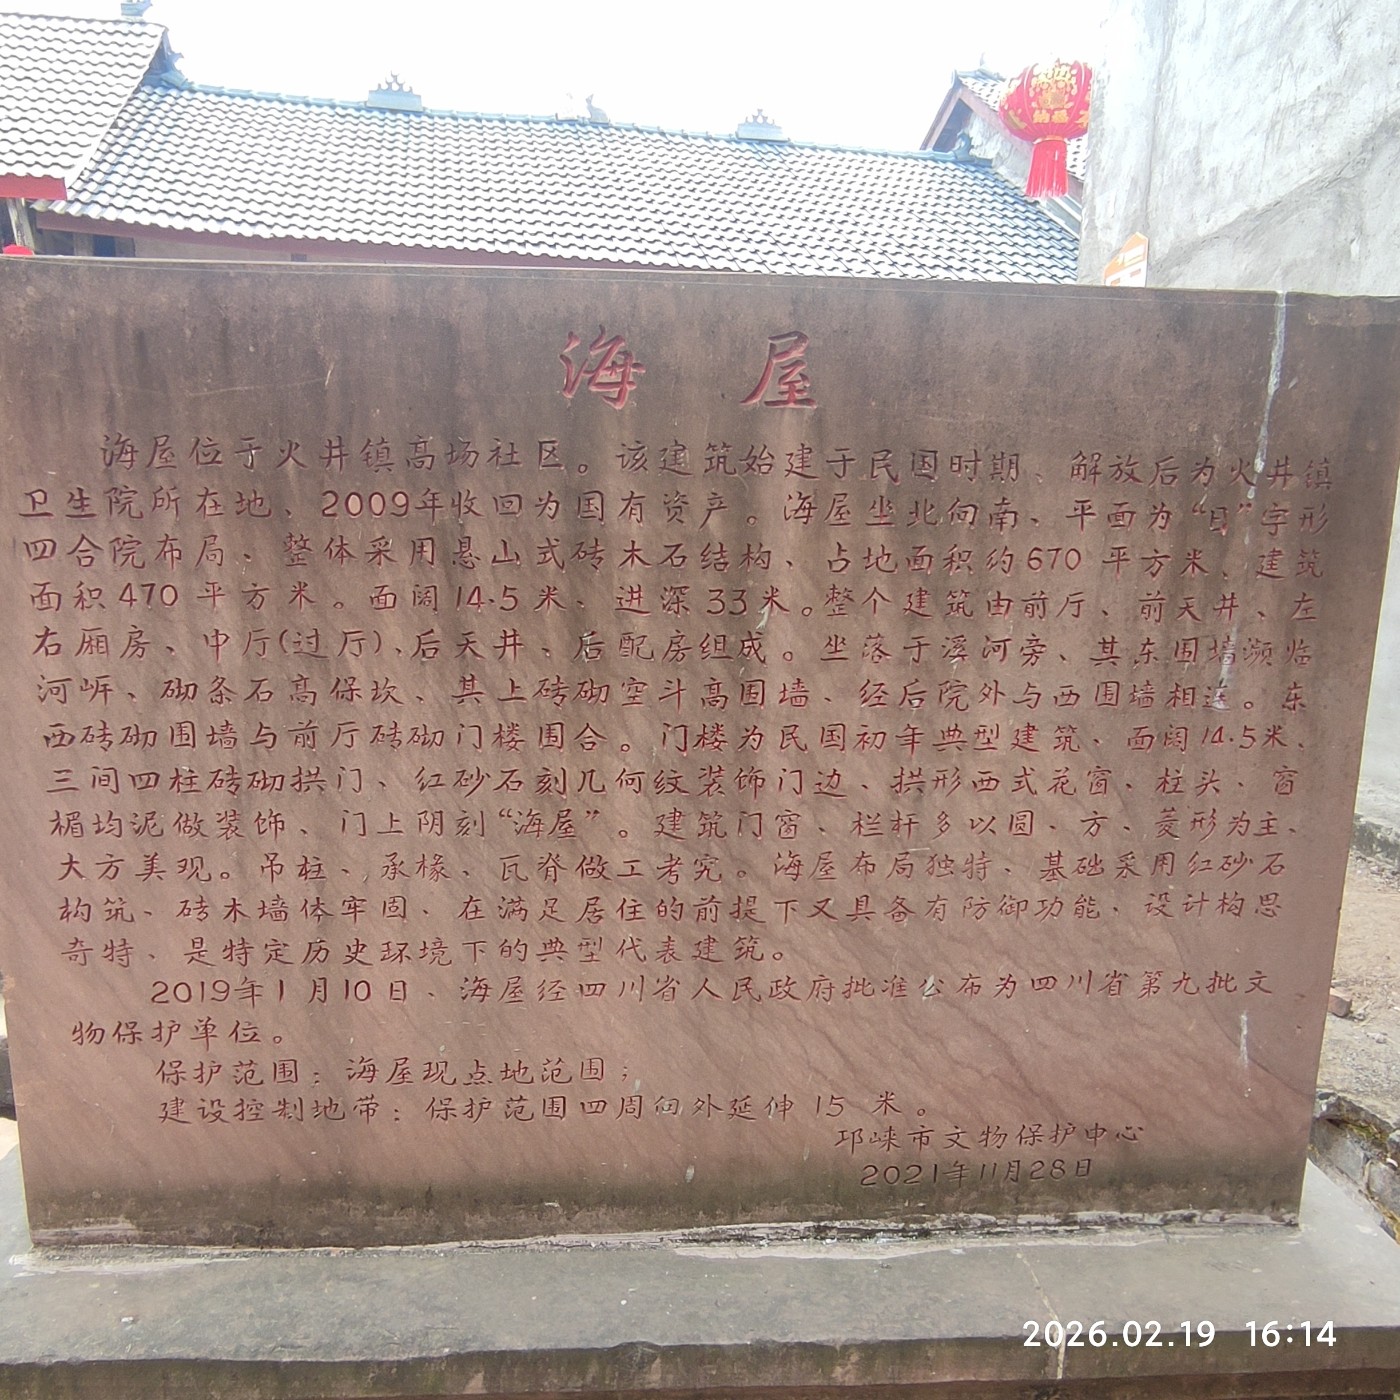 海屋
海屋位于火井镇高场社区。该建筑始建于民国时期、解放后为火井镇
卫生院所在地、2009年收回为国有资产。海屋坐北向南、平面为“日”字形
四合院布局、整体采用悬山式砖木石结构、占地面积约670平方米、建筑
面积470平方米。面阔14.5米、进深33米。整个建筑由前厅、前天井、左
右厢房、中厅(过厅)、后天井、后配房组成。坐落于溪河旁、其东围墙濒临
河岍、砌条石高保坎、其上砖砌空斗高围墙、经后院外与西围墙相连。东
西砖砌围墙与前厅砖砌门楼围合。门楼为民国初年典型建筑、面阔14.5米、
三间四柱砖砌拱门、红砂石刻几何纹装饰门边、拱形西式花窗、柱头、窗
楣均泥做装饰、门上阴刻“海屋”。建筑门窗、栏杆多以圆、方、菱形为主、
大方美观。吊柱、承椽、瓦脊做工考究。海屋布局独特、基础采用红砂石
构筑、砖木墙体牢固、在满足居住的前提下又具备有防御功能、设计构思
奇特、是特定历史环境下的典型代表建筑。
2019年1月10日、海屋经四川省人民政府批准公布为四川省第九批文
物保护单位。
保护范围：海屋现点地范围；
建设控制地带：保护范围四周向外延伸15米。
邛崃市文物保护中心
2021年11月28日
2026.02.19 16:14